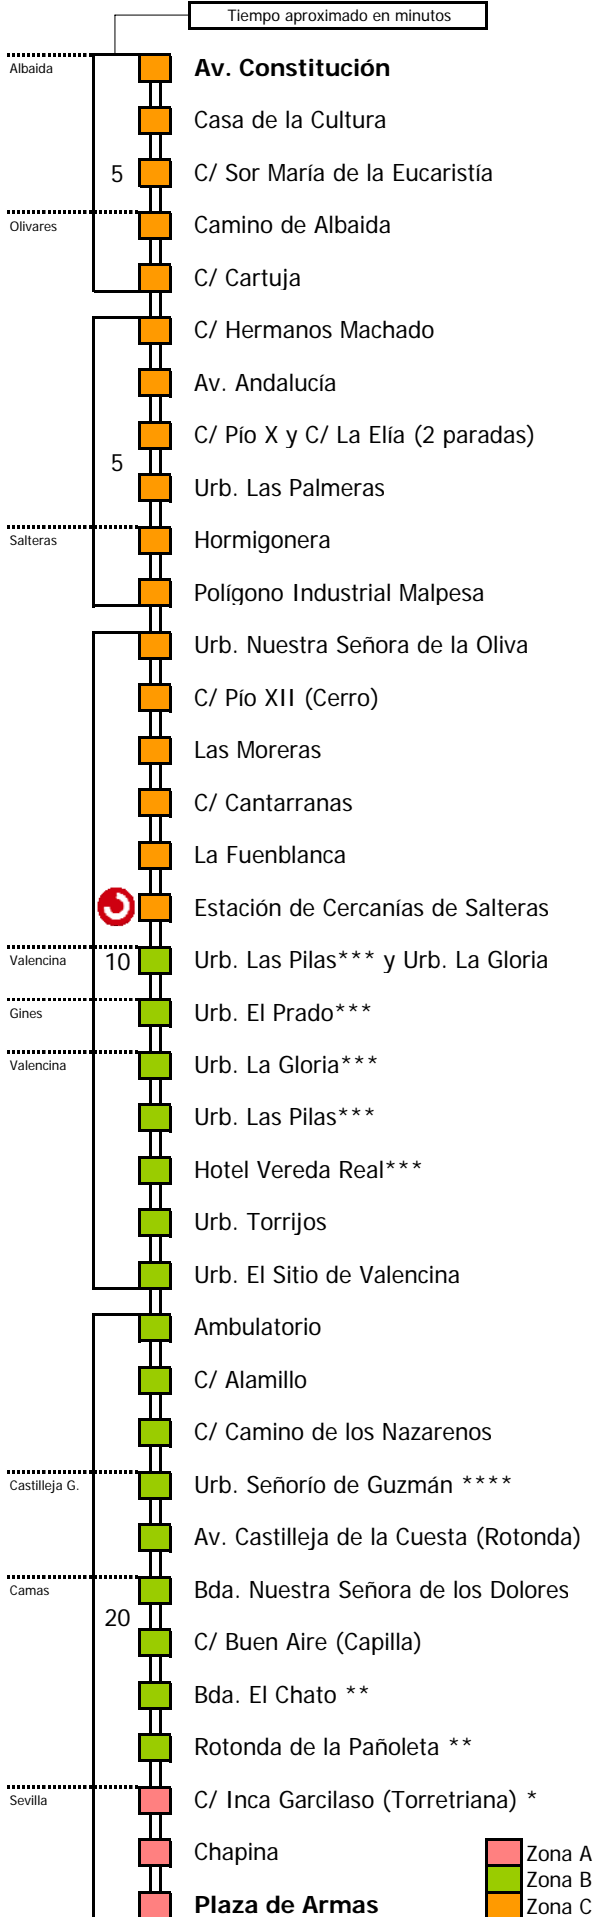 Tiempo aproximado en minutos
Albaida
Av. Constitución
Casa de la Cultura
5
C/ Sor María de la Eucaristía
Olivares
Camino de Albaida
C/ Cartuja
C/ Hermanos Machado
Av. Andalucía
C/ Pío X y C/ La Elía (2 paradas)
5
Urb. Las Palmeras
Salteras
Hormigonera
Polígono Industrial Malpesa
Urb. Nuestra Señora de la Oliva
C/ Pío XII (Cerro)
Las Moreras
C/ Cantarranas
La Fuenblanca
Estación de Cercanías de Salteras
Valencina
10
Urb. Las Pilas*** y Urb. La Gloria
Gines
Urb. El Prado***
Valencina
Urb. La Gloria***
Urb. Las Pilas***
Hotel Vereda Real***
Urb. Torrijos
Urb. El Sitio de Valencina
Ambulatorio
C/ Alamillo
C/ Camino de los Nazarenos
Castilleja G.
Urb. Señorío de Guzmán ****
Av. Castilleja de la Cuesta (Rotonda)
Camas
Bda. Nuestra Señora de los Dolores
20
C/ Buen Aire (Capilla)
Bda. El Chato **
Rotonda de la Pañoleta **
Sevilla
C/ Inca Garcilaso (Torretriana) *
Chapina
Plaza de Armas
Zona A
Zona B
Zona C